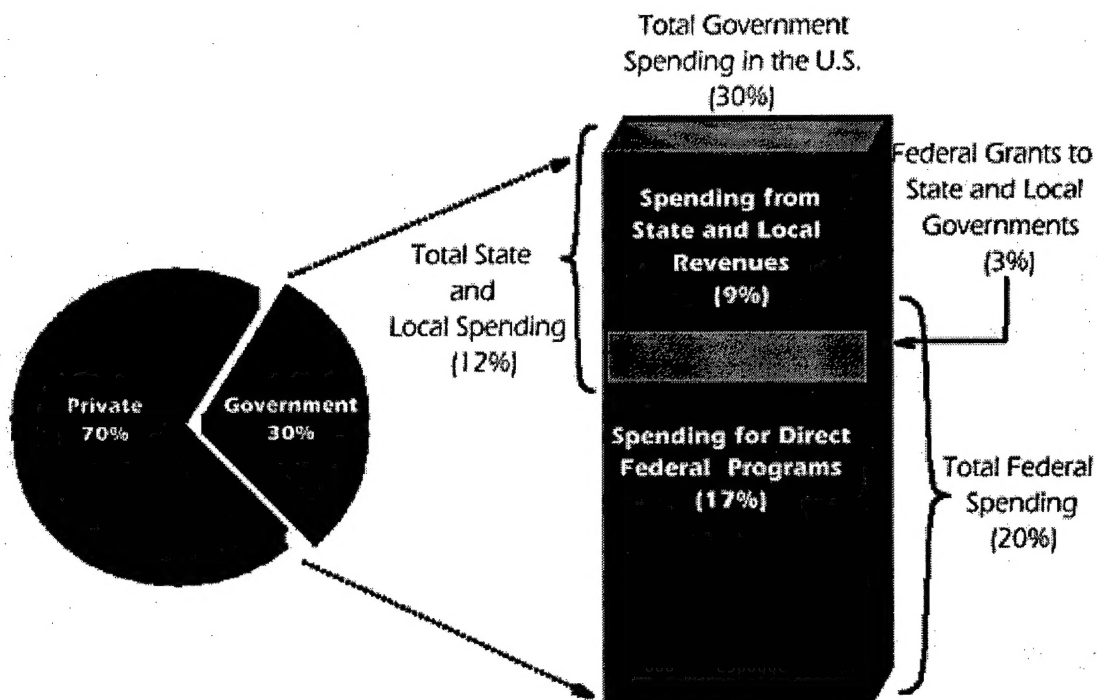 Total Government
Spending in the U.S.
(30%)
Federal Grants to
State and Local
Governments
(3%)
Spending from
State and Local
Revenues
(9%)
Total State
and
Local Spending
(12%)
Private
70%
Government
30%
Spending for Direct
Federal Programs
(17%)
Total Federal
Spending
(20%)